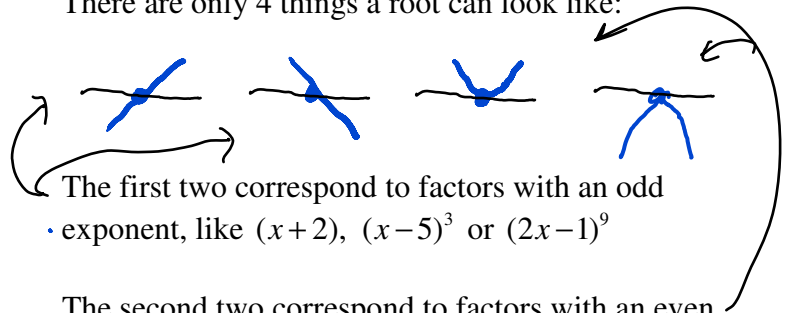 There are only 4 things a root can look like:
The first two correspond to factors with an odd
exponent, like (x+2), (x−5)³ or (2x−1)⁹
The second two correspond to factors with an even